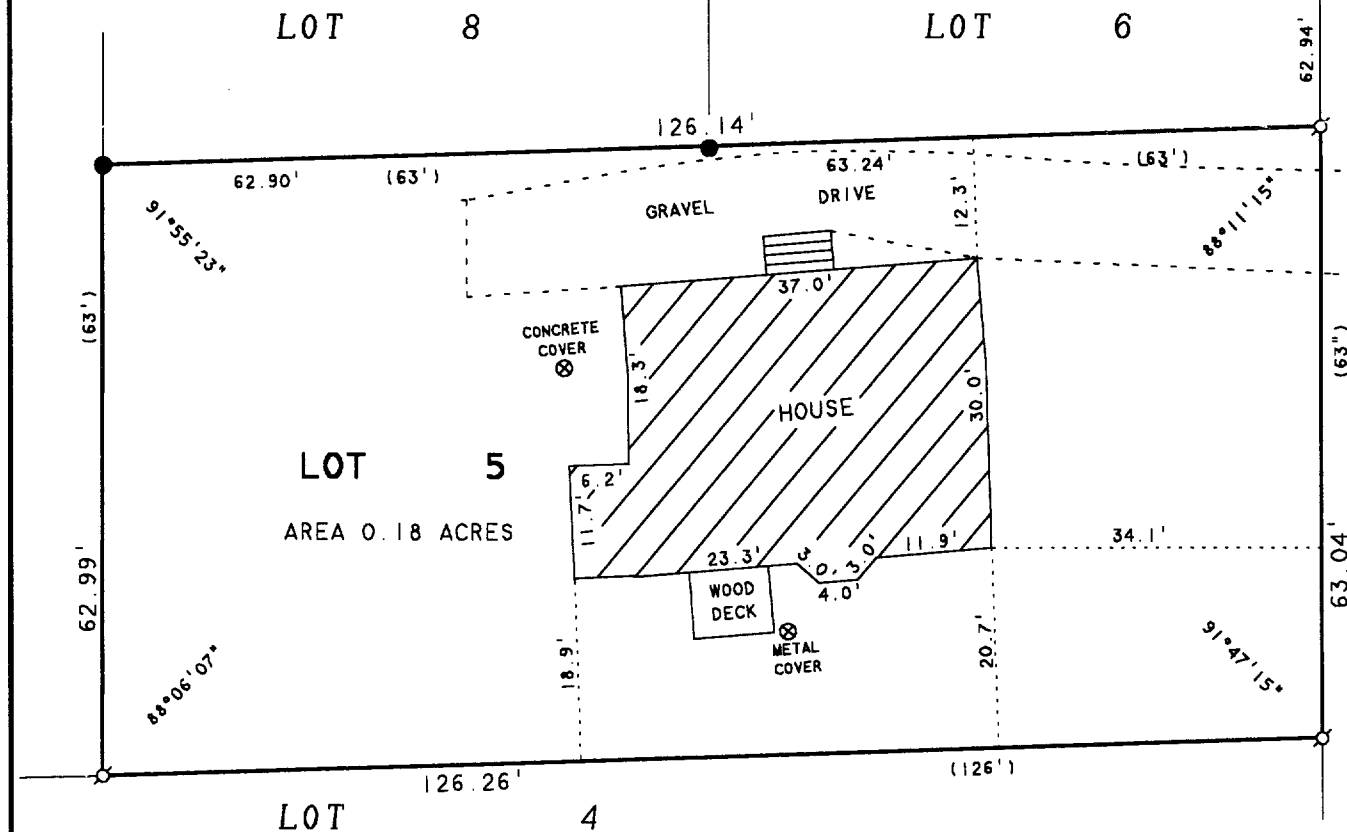 LOT 8
LOT 6
62.94'
126.14'
62.90'
(63')
63.24'
(63')
91°55'23"
GRAVEL
DRIVE
12.3'
88°11'15"
37.0'
(63')
CONCRETE
COVER
18.3'
HOUSE
30.0'
(63")
LOT 5
6.2'
11.7'
AREA 0.18 ACRES
23.3'
3.0'
3.0'
4.0'
11.9'
34.1'
62.99'
63.04'
WOOD
DECK
METAL
COVER
18.9'
20.7'
88°06'07"
91°47'15"
126.26'
(126')
LOT 4